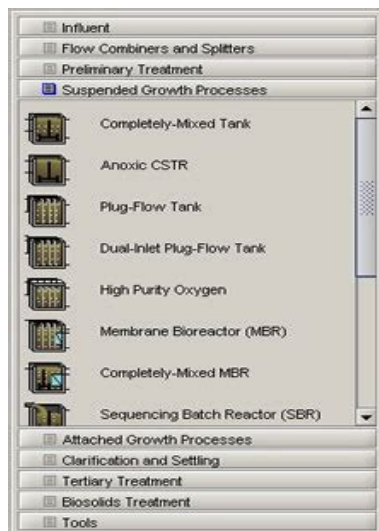 Influent
Flow Combiners and Splitters
Preliminary Treatment
Suspended Growth Processes
Completely-Mixed Tank
Anoxic CSTR
Plug-Flow Tank
Dual-Inlet Plug-Flow Tank
High Purity Oxygen
Membrane Bioreactor (MBR)
Completely-Mixed MBR
Sequencing Batch Reactor (SBR)
Attached Growth Processes
Clarification and Settling
Tertiary Treatment
Biosolids Treatment
Tools